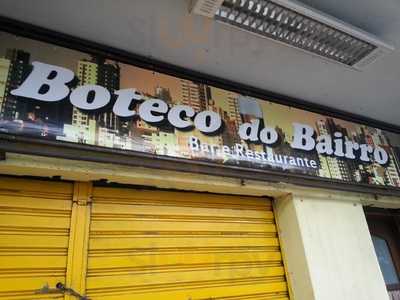 Boteco do Bairro
Bar e Restaurante